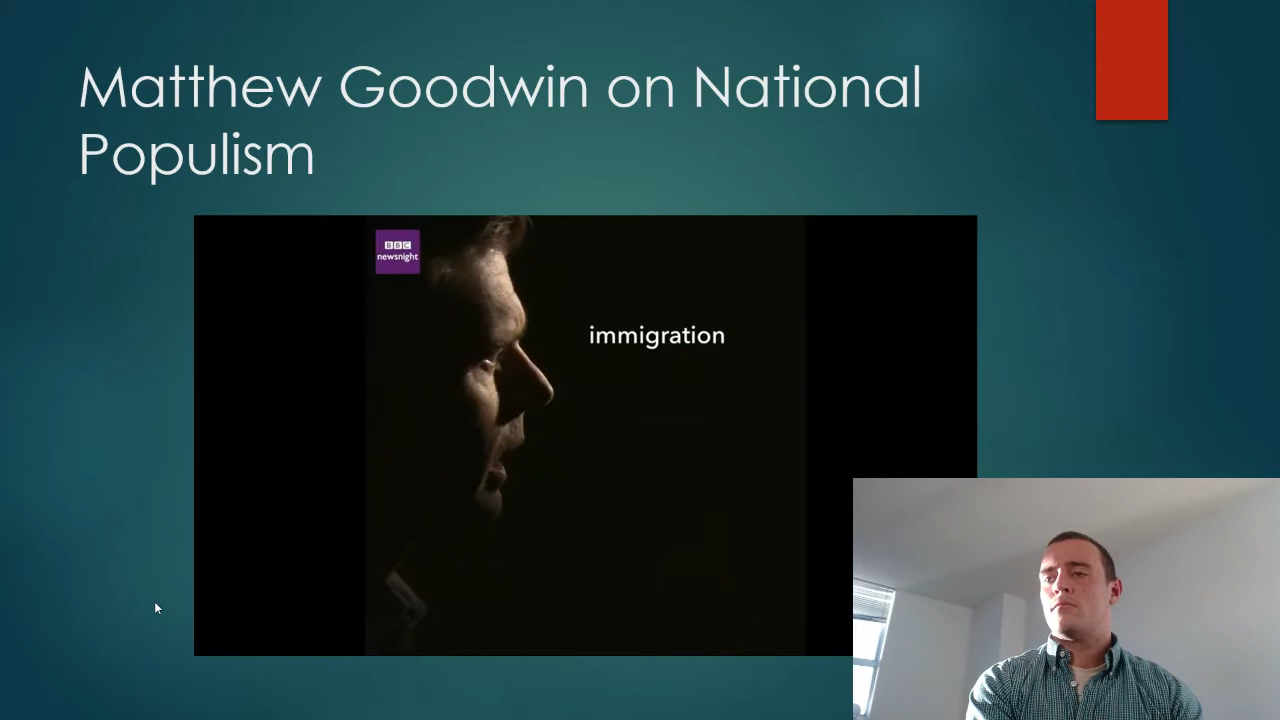 Matthew Goodwin on National
Populism
BBC
newsnight
immigration